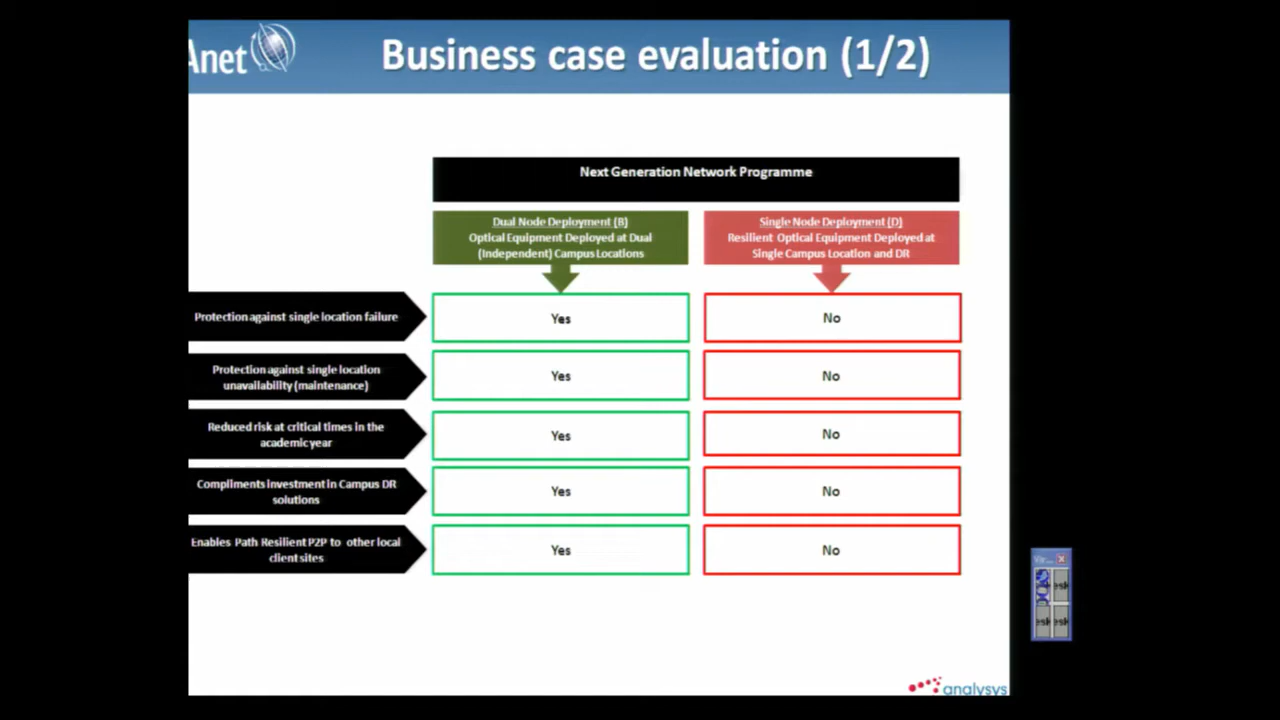 Anet
Business case evaluation (1/2)
Next Generation Network Programme
Dual Node Deployment (B)
Optical Equipment Deployed at Dual
(Independent) Campus Locations
Single Node Deployment (D)
Resilient Optical Equipment Deployed at
Single Campus Location and DR
Protection against single location failure
Yes
No
Protection against single location
unavailability (maintenance)
Yes
No
Reduced risk at critical times in the
academic year
Yes
No
Compliments investment in Campus DR
solutions
Yes
No
Enables Path Resilient P2P to other local
client sites
Yes
No
analysys